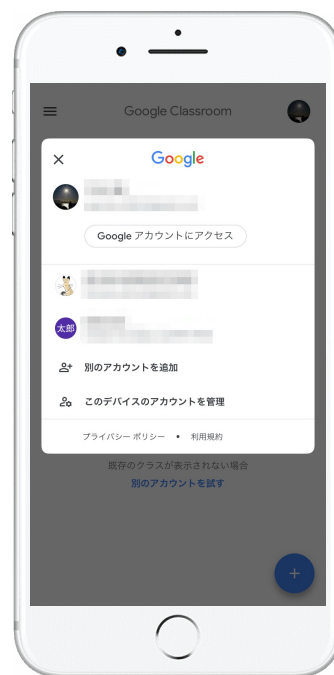 Google Classroom
Google
Google アカウントにアクセス
太郎
別のアカウントを追加
このデバイスのアカウントを管理
プライバシー ポリシー • 利用規約
既存のクラスが表示されない場合
別のアカウントを試す